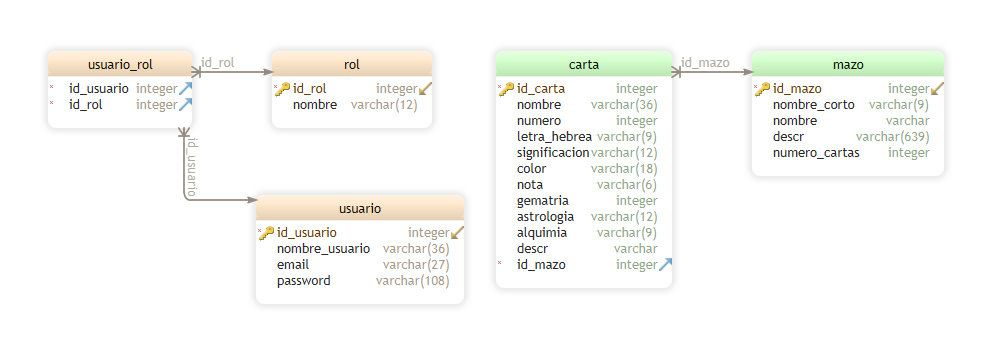 usuario_rol
id_usuario integer
id_rol integer
id_rol
rol
id_rol integer
nombre varchar(12)
id_usuario
usuario
id_usuario integer
nombre_usuario varchar(36)
email varchar(27)
password varchar(108)
carta
id_carta integer
nombre varchar(36)
numero integer
letra_hebrea varchar(9)
significacion varchar(12)
color varchar(18)
nota varchar(6)
gematria integer
astrologia varchar(12)
alquimia varchar(9)
descr varchar
id_mazo integer
id_mazo
mazo
id_mazo integer
nombre_corto varchar(9)
nombre varchar
descr varchar(639)
numero_cartas integer